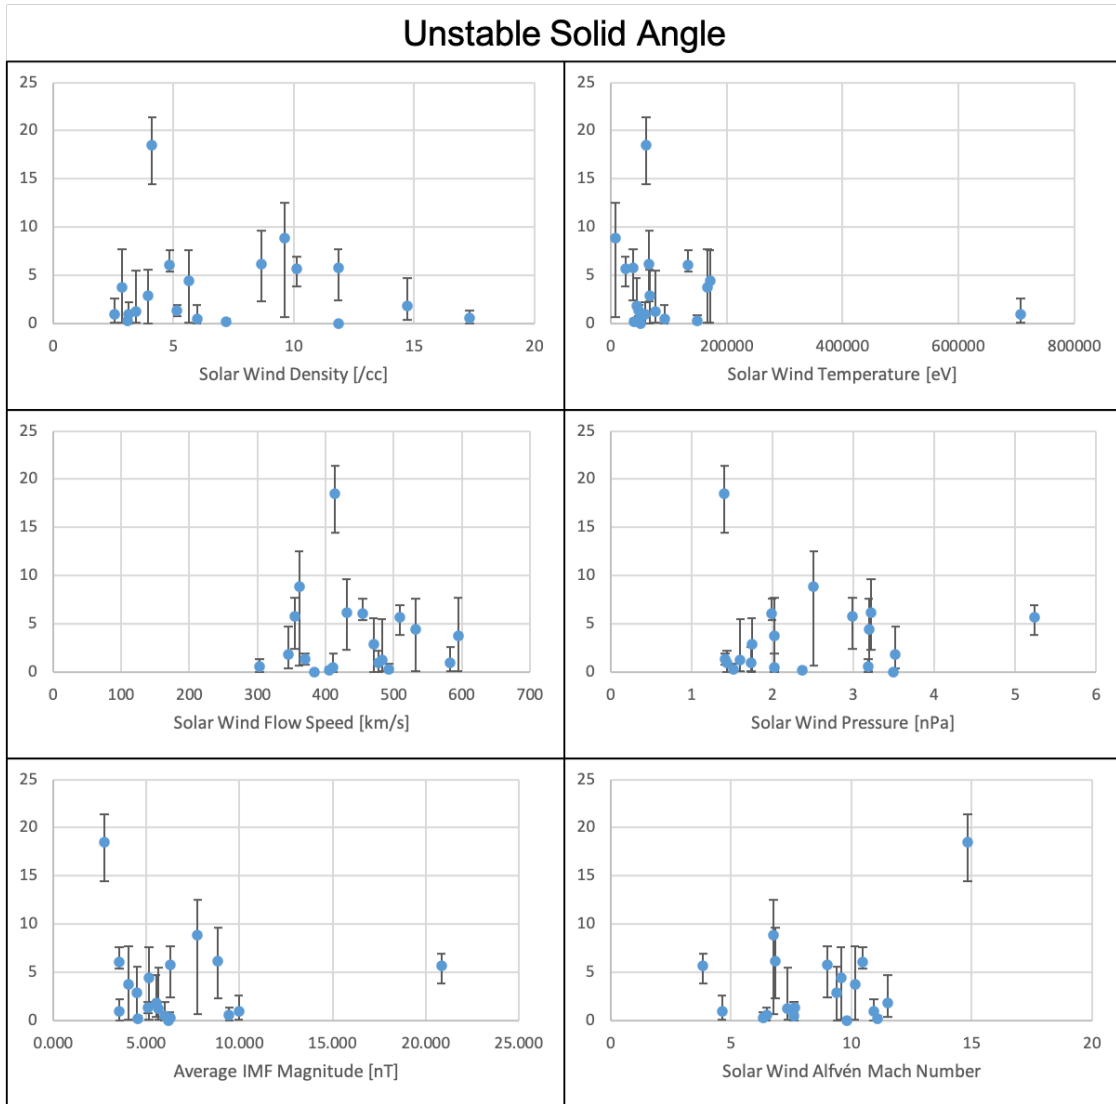 Unstable Solid Angle
25
20
15
10
5
0
0 5 10 15 20
Solar Wind Density [/cc]
25
20
15
10
5
0
0 200000 400000 600000 800000
Solar Wind Temperature [eV]
25
20
15
10
5
0
0 100 200 300 400 500 600 700
Solar Wind Flow Speed [km/s]
25
20
15
10
5
0
0 1 2 3 4 5 6
Solar Wind Pressure [nPa]
25
20
15
10
5
0
0.000 5.000 10.000 15.000 20.000 25.000
Average IMF Magnitude [nT]
25
20
15
10
5
0
0 5 10 15 20
Solar Wind Alfvén Mach Number